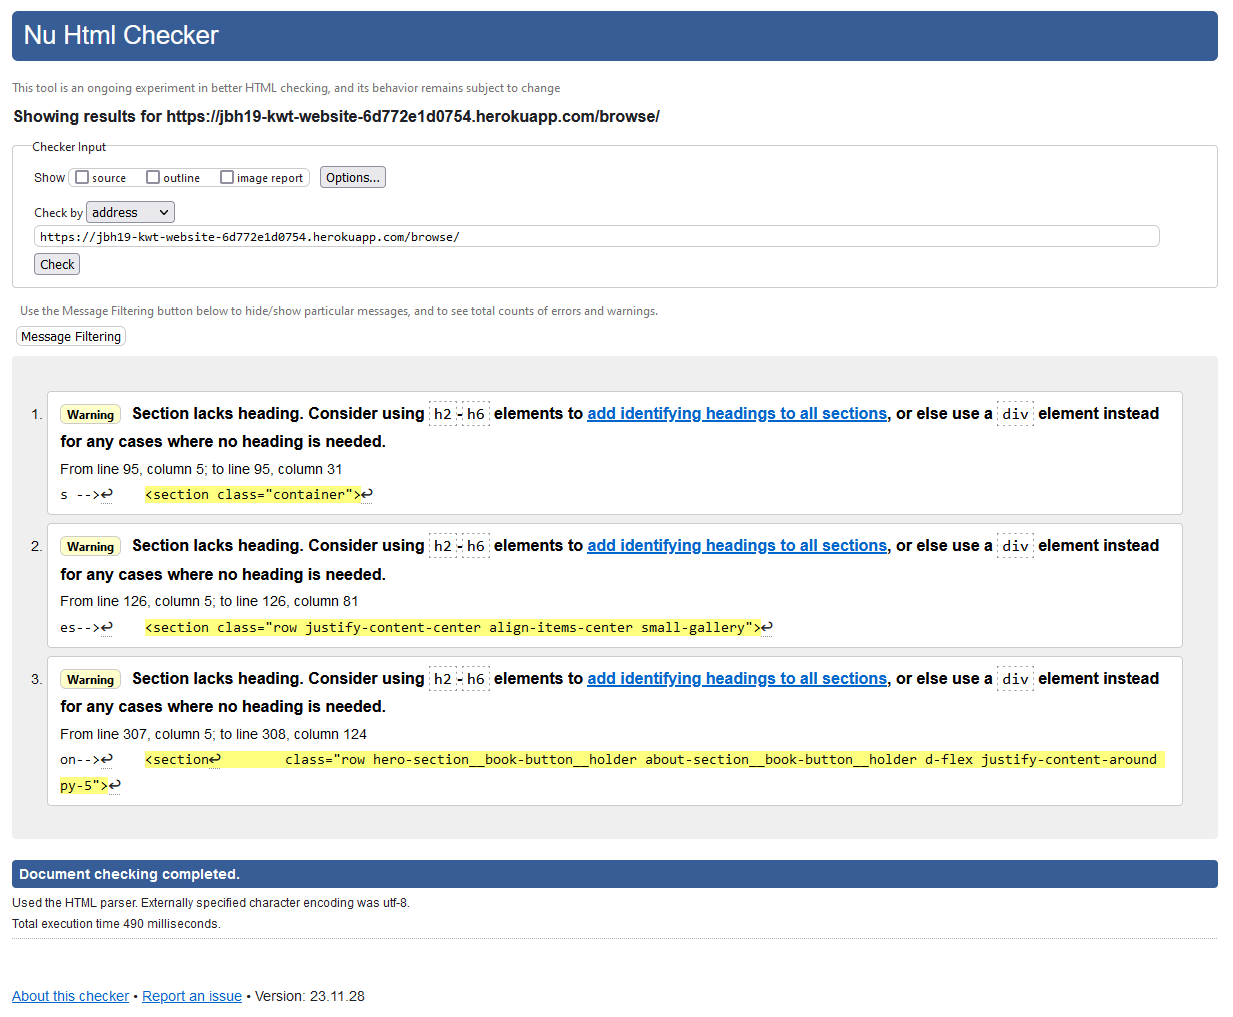 Nu Html Checker
This tool is an ongoing experiment in better HTML checking, and its behavior remains subject to change
Showing results for https://jbh19-kwt-website-6d772e1d0754.herokuapp.com/browse/
Checker Input
Show source outline image report Options...
Check by address
https://jbh19-kwt-website-6d772e1d0754.herokuapp.com/browse/
Check
Use the Message Filtering button below to hide/show particular messages, and to see total counts of errors and warnings.
Message Filtering
1. Warning Section lacks heading. Consider using h2-h6 elements to add identifying headings to all sections, or else use a div element instead
for any cases where no heading is needed.
From line 95, column 5; to line 95, column 31
s -->↩ <section class="container">↩
2. Warning Section lacks heading. Consider using h2-h6 elements to add identifying headings to all sections, or else use a div element instead
for any cases where no heading is needed.
From line 126, column 5; to line 126, column 81
es-->↩ <section class="row justify-content-center align-items-center small-gallery">↩
3. Warning Section lacks heading. Consider using h2-h6 elements to add identifying headings to all sections, or else use a div element instead
for any cases where no heading is needed.
From line 307, column 5; to line 308, column 124
on-->↩ <section↩ class="row hero-section__book-button__holder about-section__book-button__holder d-flex justify-content-around
py-5">↩
Document checking completed.
Used the HTML parser. Externally specified character encoding was utf-8.
Total execution time 490 milliseconds.
About this checker • Report an issue • Version: 23.11.28